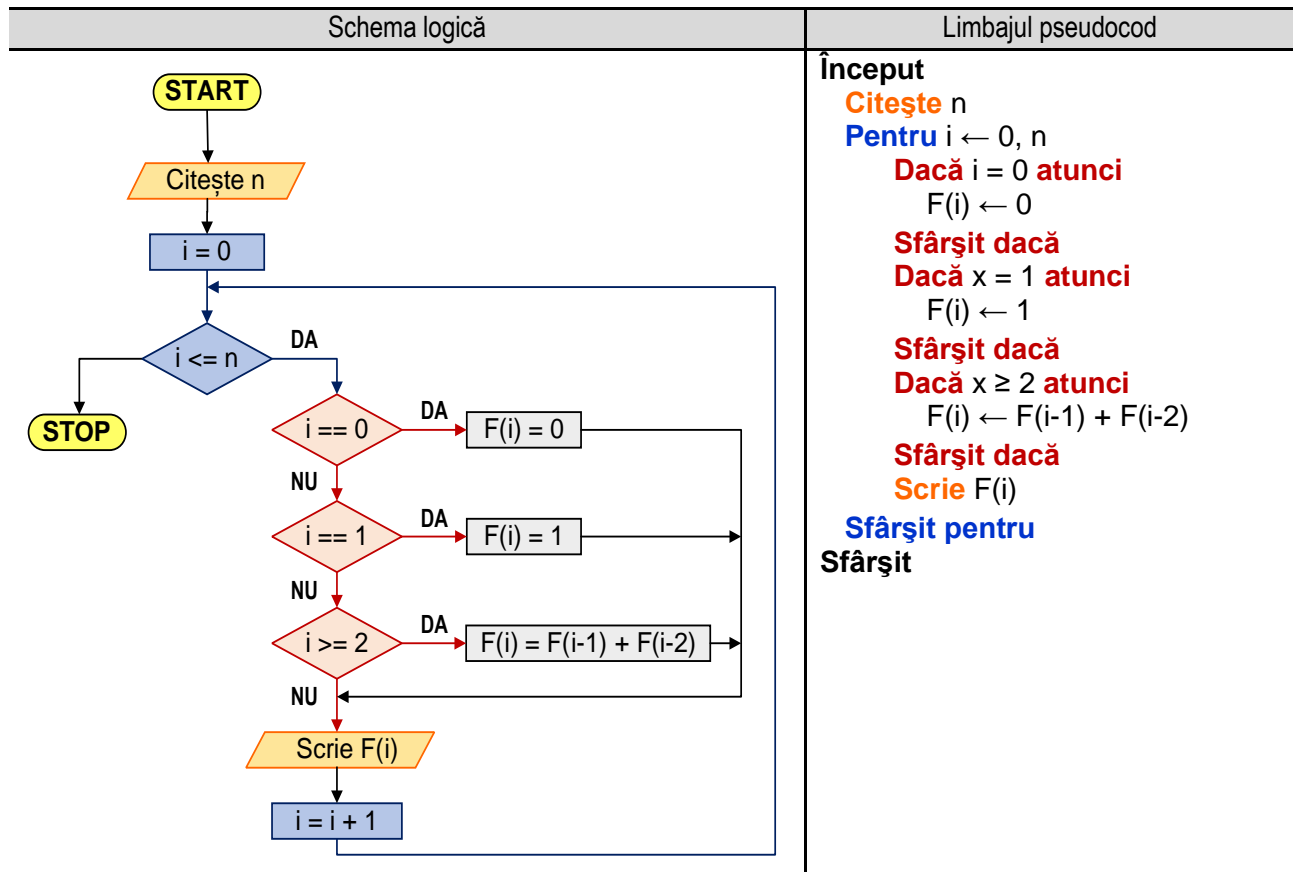 Schema logică
Limbajul pseudocod
START
Citește n
i = 0
i <= n
DA
STOP
i == 0
DA
F(i) = 0
NU
i == 1
DA
F(i) = 1
NU
i >= 2
DA
F(i) = F(i-1) + F(i-2)
NU
Scrie F(i)
i = i + 1
Început
Citeşte n
Pentru i ← 0, n
Dacă i = 0 atunci
F(i) ← 0
Sfârşit dacă
Dacă x = 1 atunci
F(i) ← 1
Sfârşit dacă
Dacă x ≥ 2 atunci
F(i) ← F(i-1) + F(i-2)
Sfârşit dacă
Scrie F(i)
Sfârşit pentru
Sfârşit